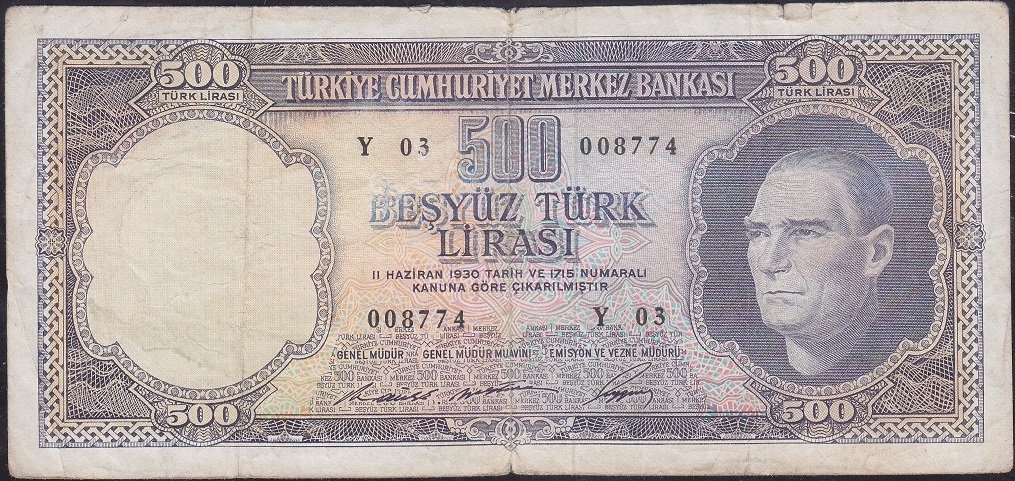 500
TÜRK LİRASI
TÜRKİYE CUMHURİYET MERKEZ BANKASI
500
TÜRK LİRASI
Y 03 500 008774
BEŞYÜZ TÜRK
LİRASI
11 HAZİRAN 1930 TARİH VE 1715 NUMARALI
KANUNA GÖRE ÇIKARILMIŞTIR
008774 Y 03
GENEL MÜDÜR GENEL MÜDÜR MUAVİNİ EMİSYON VE VEZNE MÜDÜRÜ
500 500